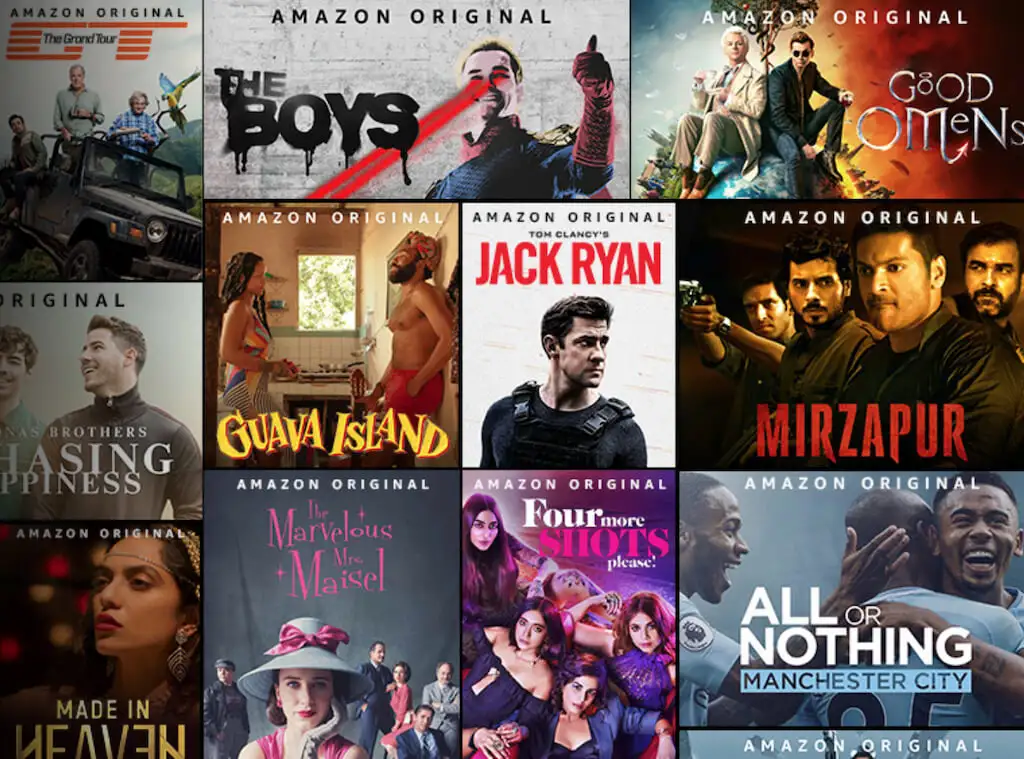 AMAZON ORIGINAL
GT
The Grand Tour
AMAZON ORIGINAL
THE
BOYS
AMAZON ORIGINAL
GOOD
OMENS
ORIGINAL
NAS BROTHERS
HASING
PPINESS
AMAZON ORIGINAL
GUAVA ISLAND
AMAZON ORIGINAL
TOM CLANCY'S
JACK RYAN
AMAZON ORIGINAL
MIRZAPUR
AMAZON ORIGINAL
MADE IN
HEAVEN
AMAZON ORIGINAL
The
Marvelous
Mrs.
Maisel
AMAZON ORIGINAL
Four more
SHOTS
please!
AMAZON ORIGINAL
ALL OR
NOTHING
MANCHESTER CITY
AMAZON ORIGINAL